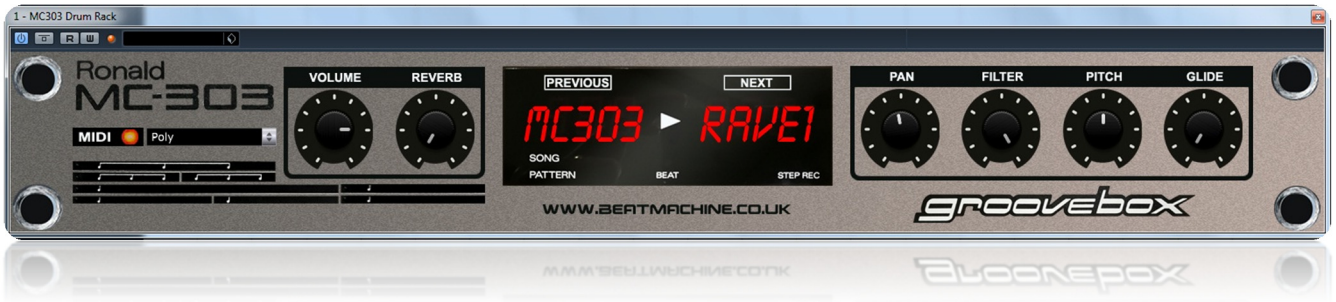 1 - MC303 Drum Rack
R W
Ronald
MC-303
MIDI Poly
VOLUME REVERB
PREVIOUS NEXT
MC303 RAVE1
SONG
PATTERN BEAT STEP REC
WWW.BEATMACHINE.CO.UK
PAN FILTER PITCH GLIDE
groovebox